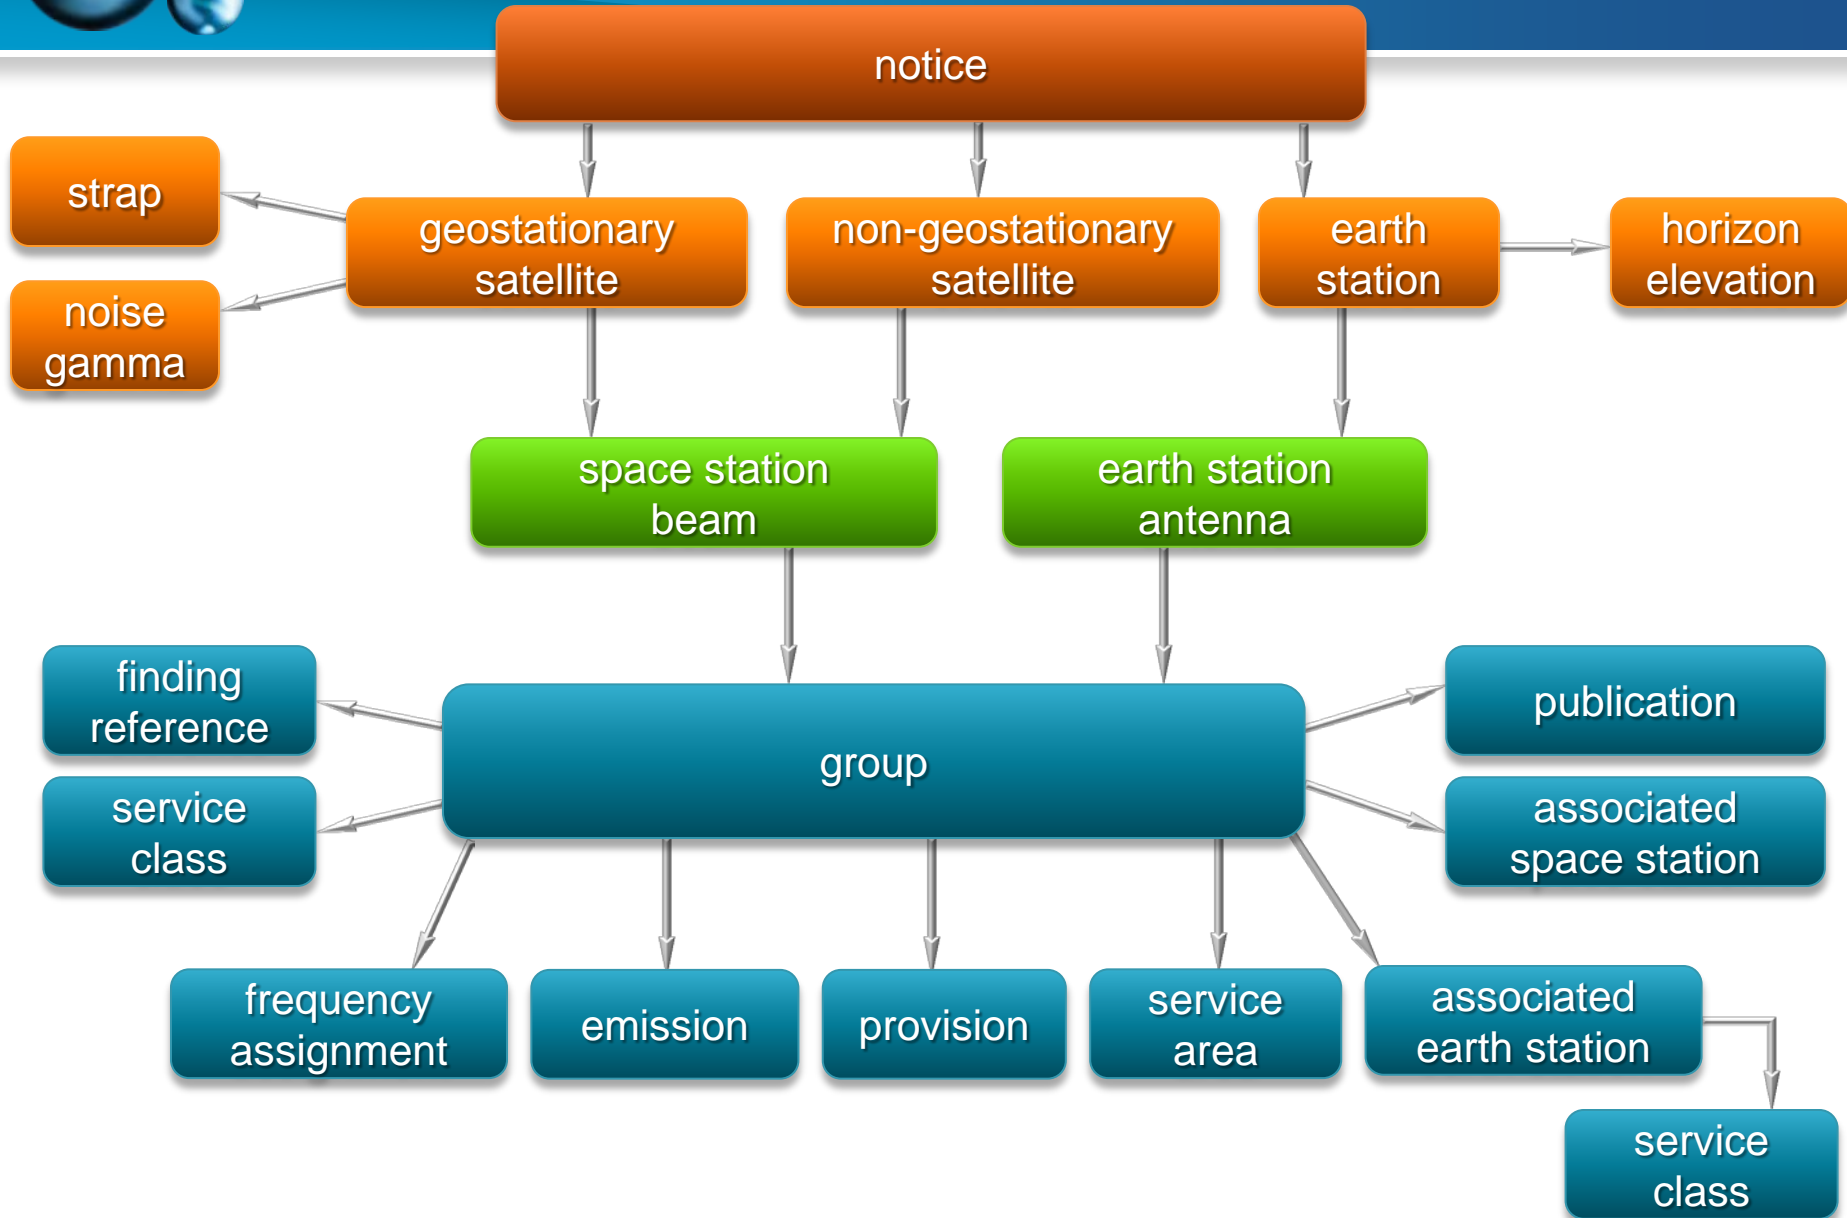 notice
strap
geostationary
satellite
non-geostationary
satellite
earth
station
horizon
elevation
noise
gamma
space station
beam
earth station
antenna
finding
reference
group
publication
service
class
associated
space station
frequency
assignment
emission
provision
service
area
associated
earth station
service
class